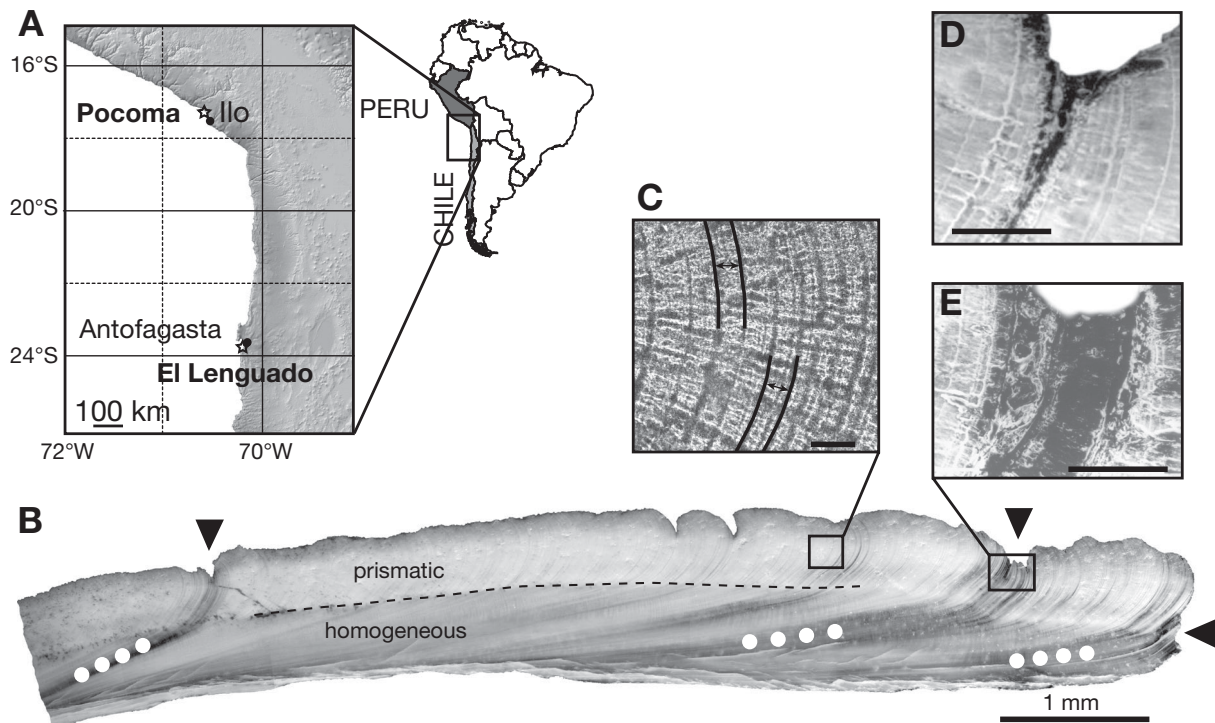 A
16°S
Pocoma
Ilo
20°S
Antofagasta
24°S
El Lenguado
100 km
72°W
70°W
PERU
CHILE
C
D
E
B
prismatic
homogeneous
1 mm